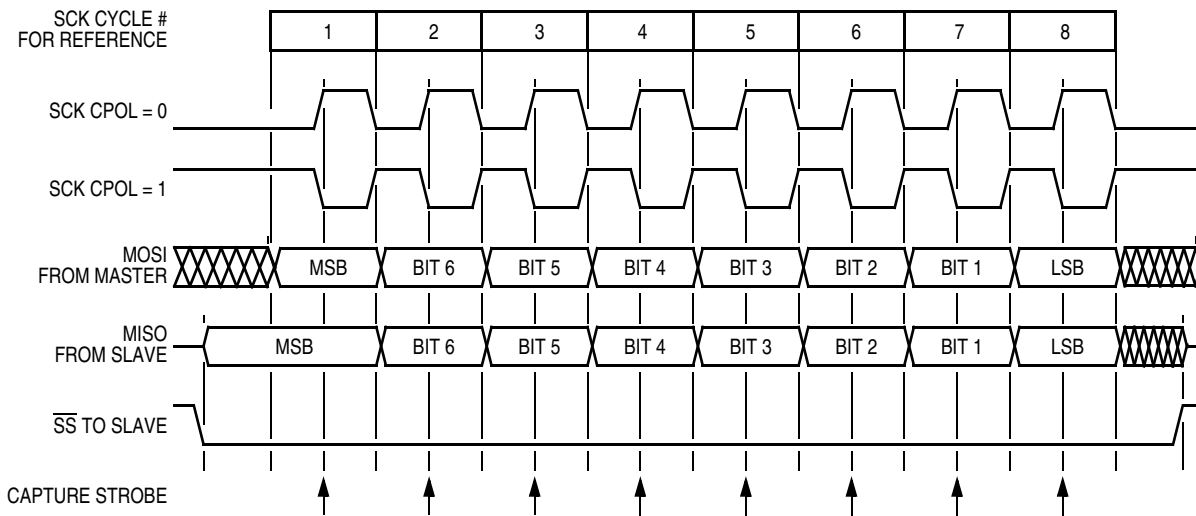 SCK CYCLE #
FOR REFERENCE
1 2 3 4 5 6 7 8
SCK CPOL = 0
SCK CPOL = 1
MOSI
FROM MASTER
MSB BIT 6 BIT 5 BIT 4 BIT 3 BIT 2 BIT 1 LSB
MISO
FROM SLAVE
MSB BIT 6 BIT 5 BIT 4 BIT 3 BIT 2 BIT 1 LSB
S̅S̅ TO SLAVE
CAPTURE STROBE